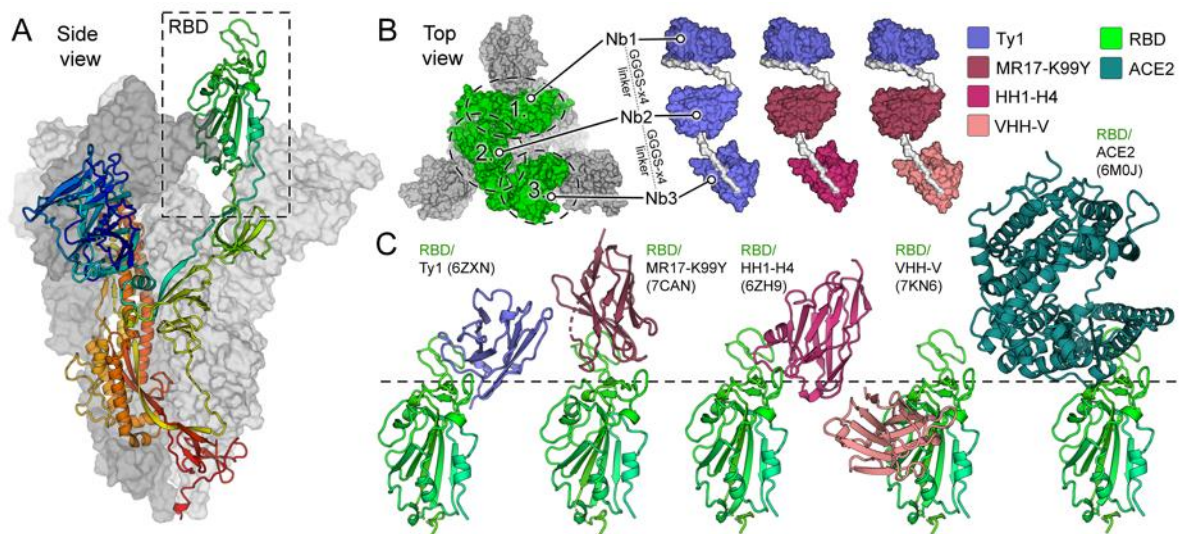 A
Side
view
RBD
B
Top
view
1.
2.
3.
Nb1
GGGS-x4
linker
Nb2
GGGS-x4
linker
Nb3
Ty1
MR17-K99Y
HH1-H4
VHH-V
RBD
ACE2
C
RBD/
Ty1 (6ZXN)
RBD/
MR17-K99Y
(7CAN)
RBD/
HH1-H4
(6ZH9)
RBD/
VHH-V
(7KN6)
RBD/
ACE2
(6M0J)